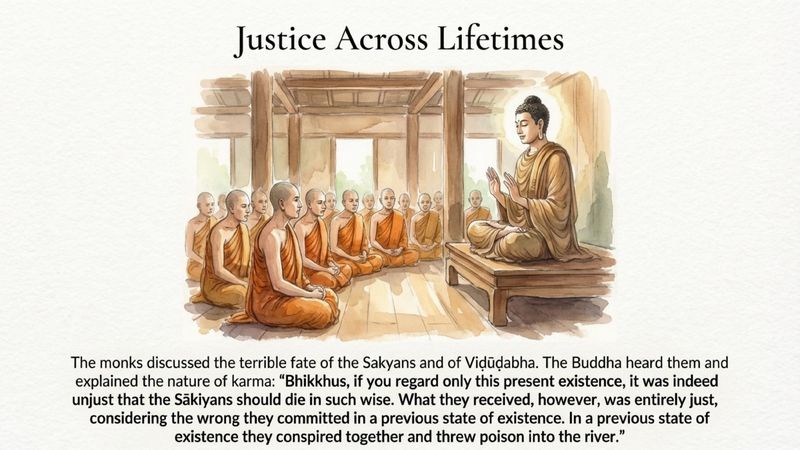 Justice Across Lifetimes
The monks discussed the terrible fate of the Sakyans and of Viḍūḍabha. The Buddha heard them and
explained the nature of karma: “Bhikkhus, if you regard only this present existence, it was indeed
unjust that the Sākiyans should die in such wise. What they received, however, was entirely just,
considering the wrong they committed in a previous state of existence. In a previous state of
existence they conspired together and threw poison into the river.”